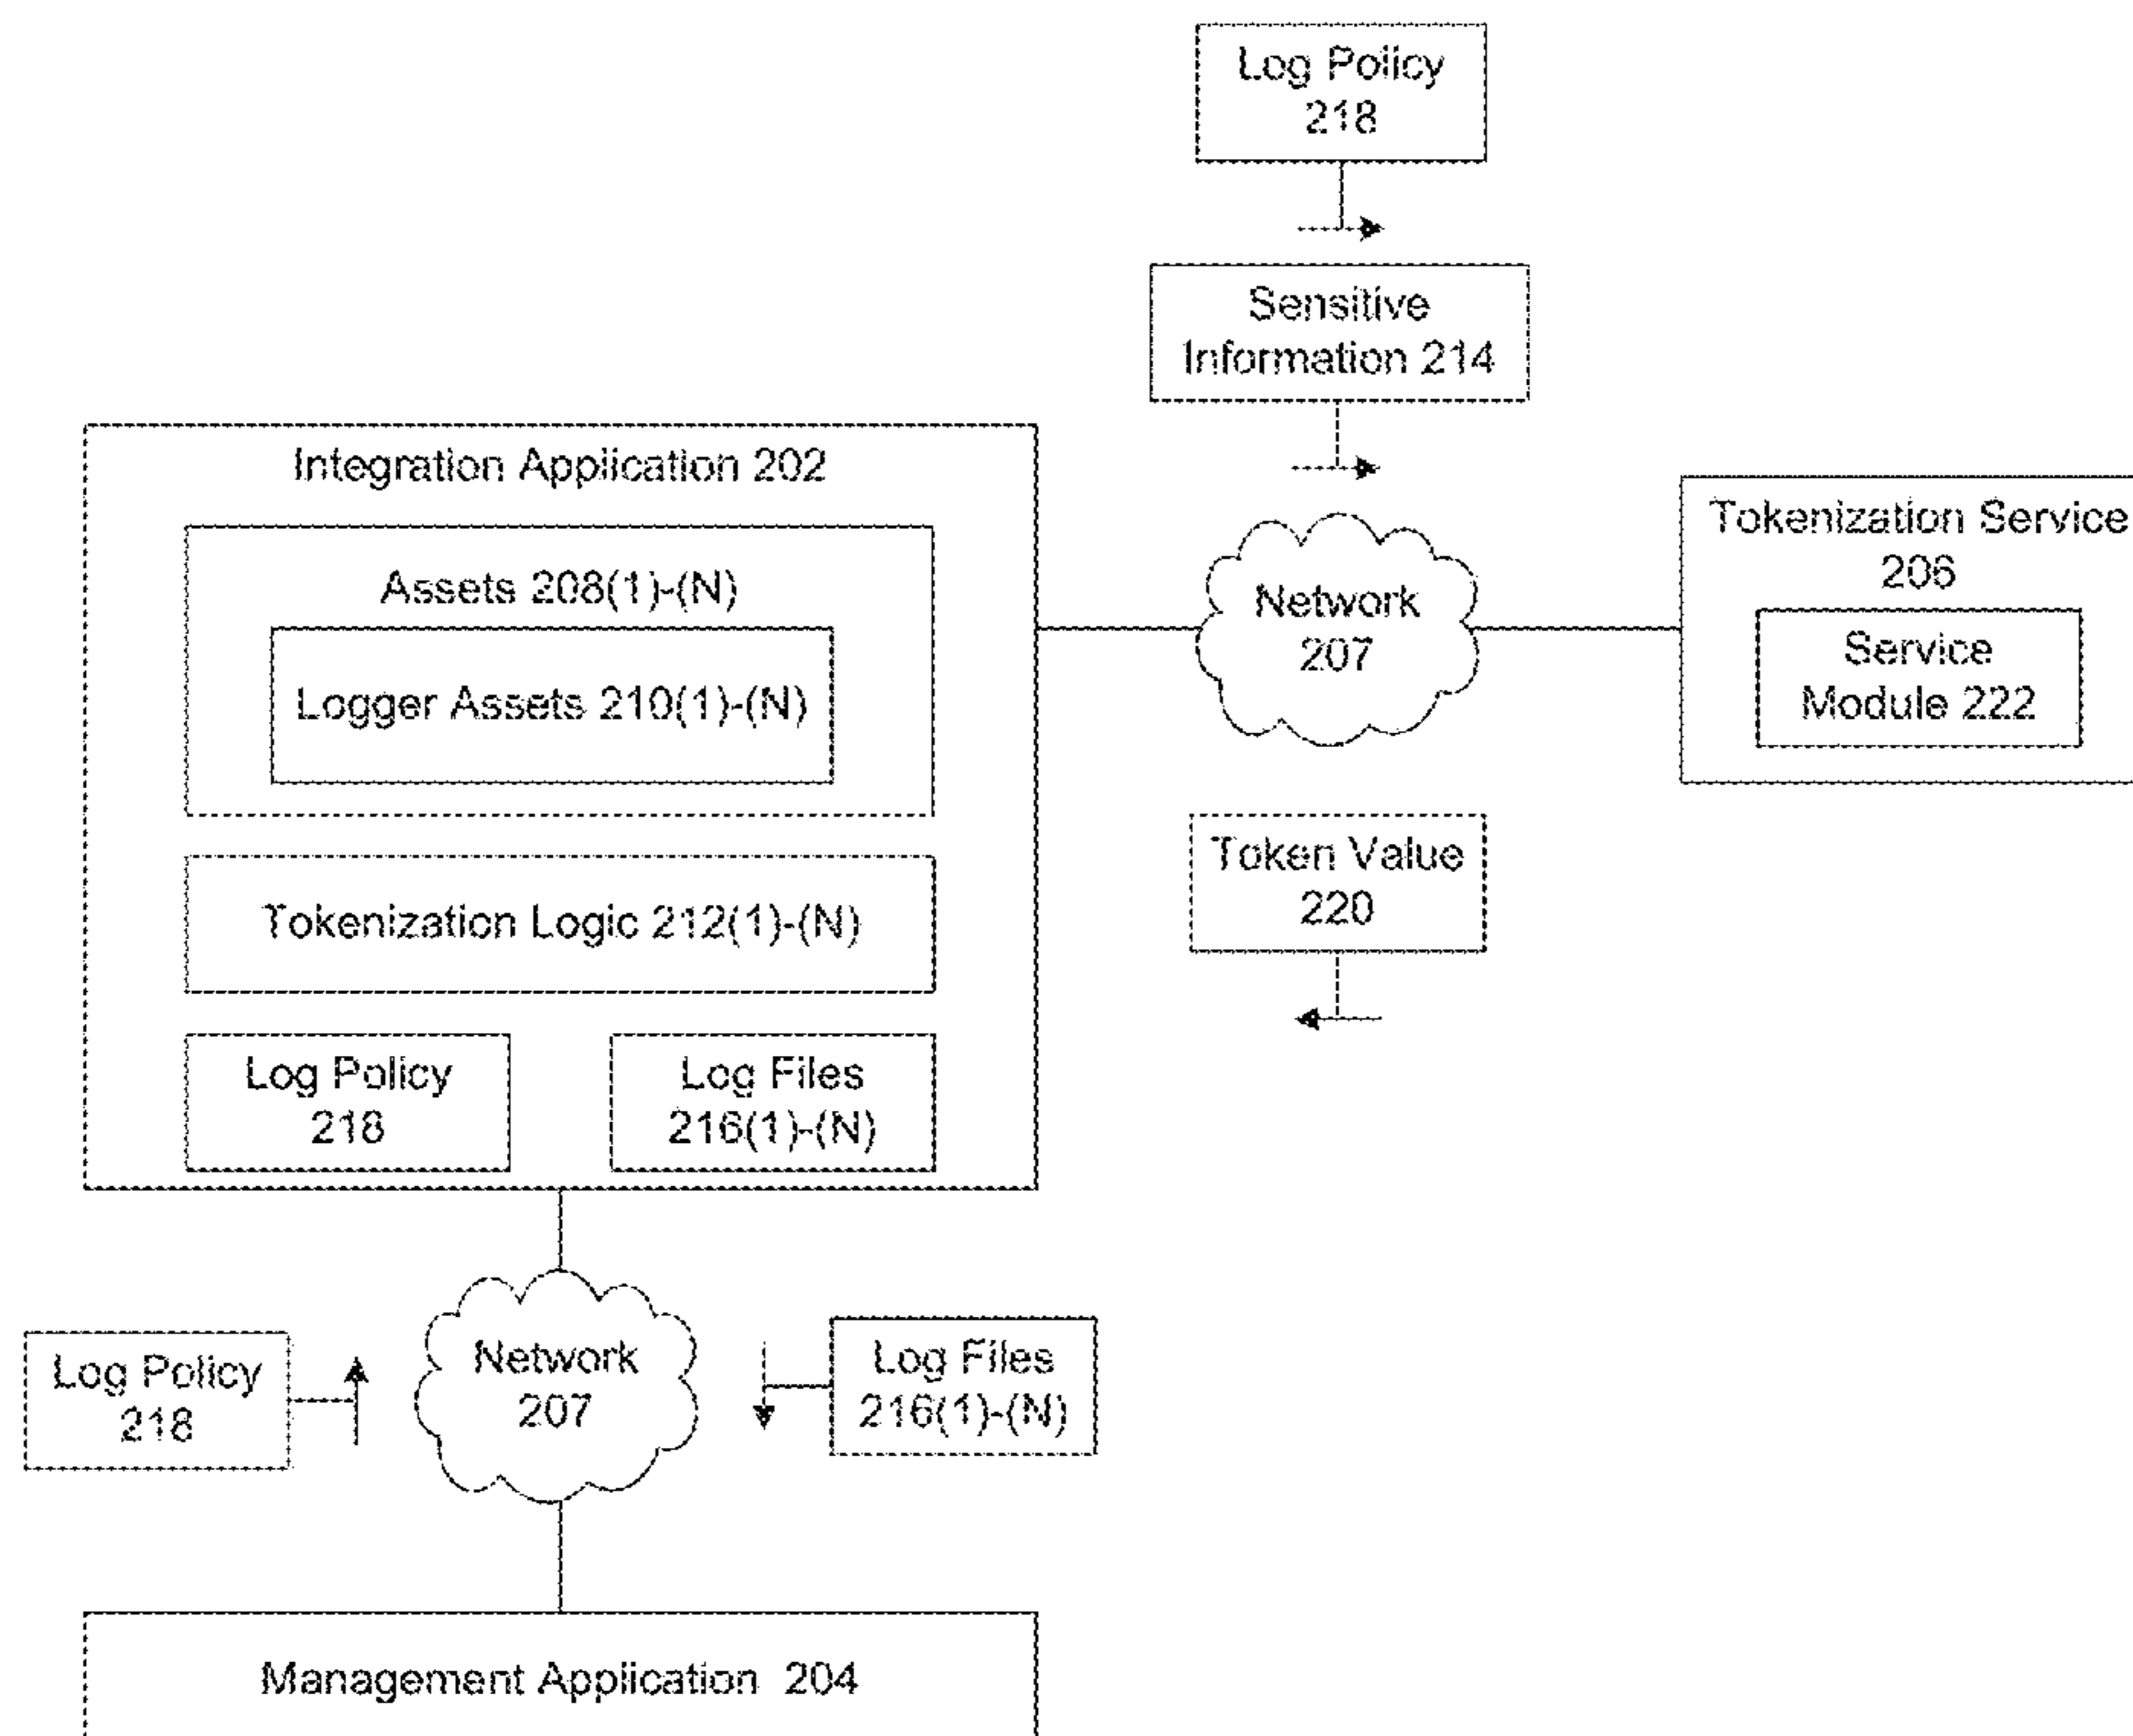 Log Policy
218
Sensitive
Information 214
Integration Application 202
Assets 208(1)-(N)
Logger Assets 210(1)-(N)
Tokenization Logic 212(1)-(N)
Log Policy
218
Log Files
216(1)-(N)
Network
207
Tokenization Service
206
Service
Module 222
Token Value
220
Log Policy
218
Network
207
Log Files
216(1)-(N)
Management Application 204